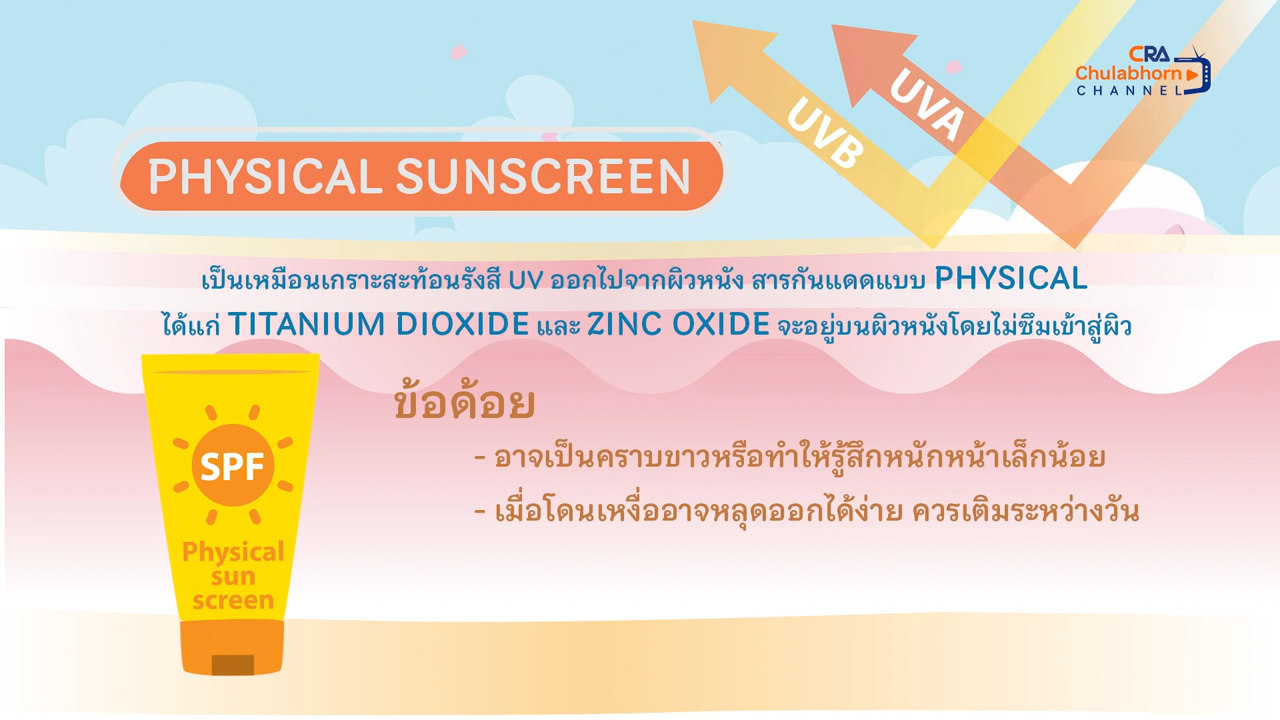 CRA
Chulabhorn
CHANNEL
UVB
UVA
PHYSICAL SUNSCREEN
เป็นเหมือนเกราะสะท้อนรังสี UV ออกไปจากผิวหนัง สารกันแดดแบบ PHYSICAL
ได้แก่ TITANIUM DIOXIDE และ ZINC OXIDE จะอยู่บนผิวหนังโดยไม่ซึมเข้าสู่ผิว
ข้อด้อย
- อาจเป็นคราบขาวหรือทำให้รู้สึกหนักหน้าเล็กน้อย
- เมื่อโดนเหงื่ออาจหลุดออกได้ง่าย ควรเติมระหว่างวัน
SPF
Physical
sun
screen